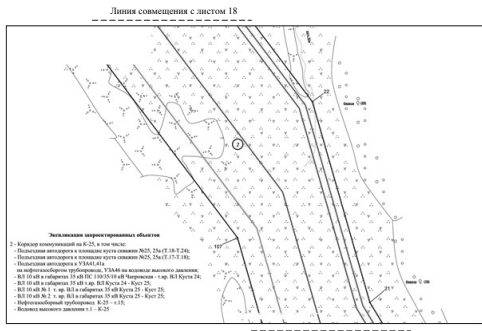 Линия совмещения с листом 18
22
2
Экспликация запроектированных объектов
2 - Коридор коммуникаций на К-25, в том числе:
- Подъездная автодорога к площадке куста скважин №25, 25а (Т.18-Т.24);
- Подъездная автодорога к площадке куста скважин №25, 25а (Т.17-Т.18);
- Подъездная автодорога к УЗА41,41а
на нефтегазосборном трубопроводе, УЗА46 на водоводе высокого давления;
- ВЛ 10 кВ в габаритах 35 кВ ПС 110/35/10 кВ Чапровская - т.вр. ВЛ Куста 24;
- ВЛ 10 кВ в габаритах 35 кВ т.вр. ВЛ Куста 24 - Куст 25;
- ВЛ 10 кВ № 1 т. вр. ВЛ в габаритах 35 кВ Куста 25 - Куст 25;
- ВЛ 10 кВ № 2 т. вр. ВЛ в габаритах 35 кВ Куста 25 - Куст 25;
- Нефтегазосборный трубопровод К-25 - т.15;
- Водовод высокого давления т.1 - К-25
107
21